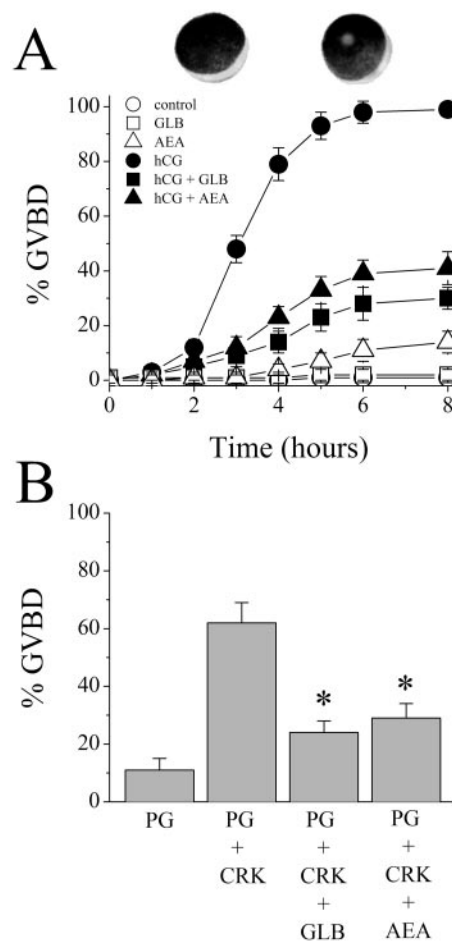 A
% GVBD
100
80
60
40
20
0
control
GLB
AEA
hCG
hCG + GLB
hCG + AEA
0 2 4 6 8
Time (hours)
B
% GVBD
100
80
60
40
20
0
PG PG PG PG
+ + +
CRK CRK CRK
+ +
GLB AEA
* *